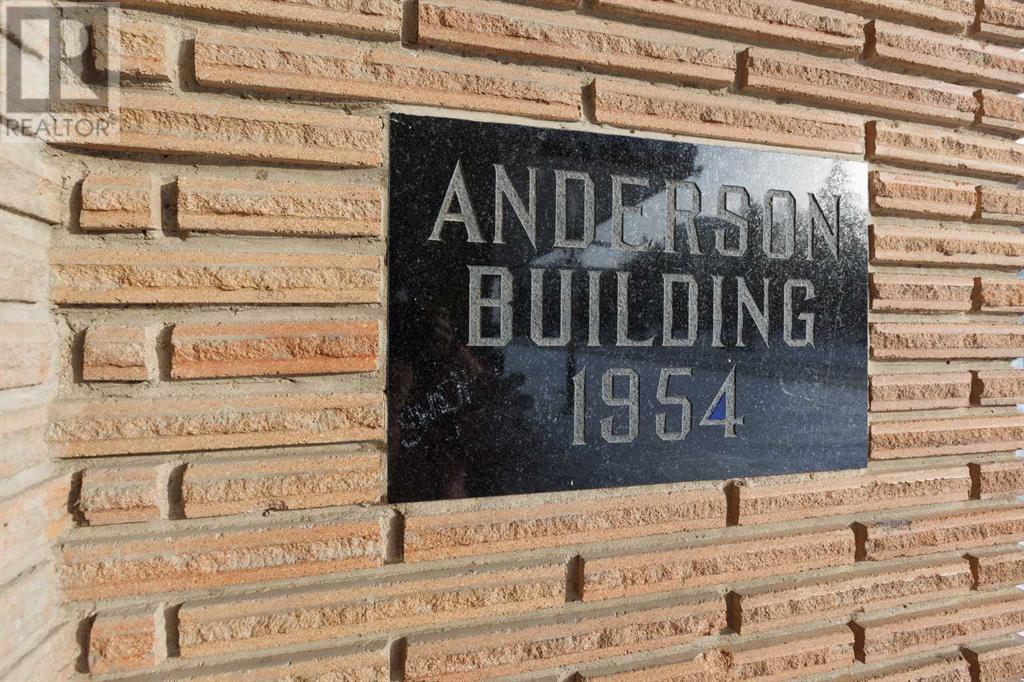 REALTOR®
ANDERSON
BUILDING
1954